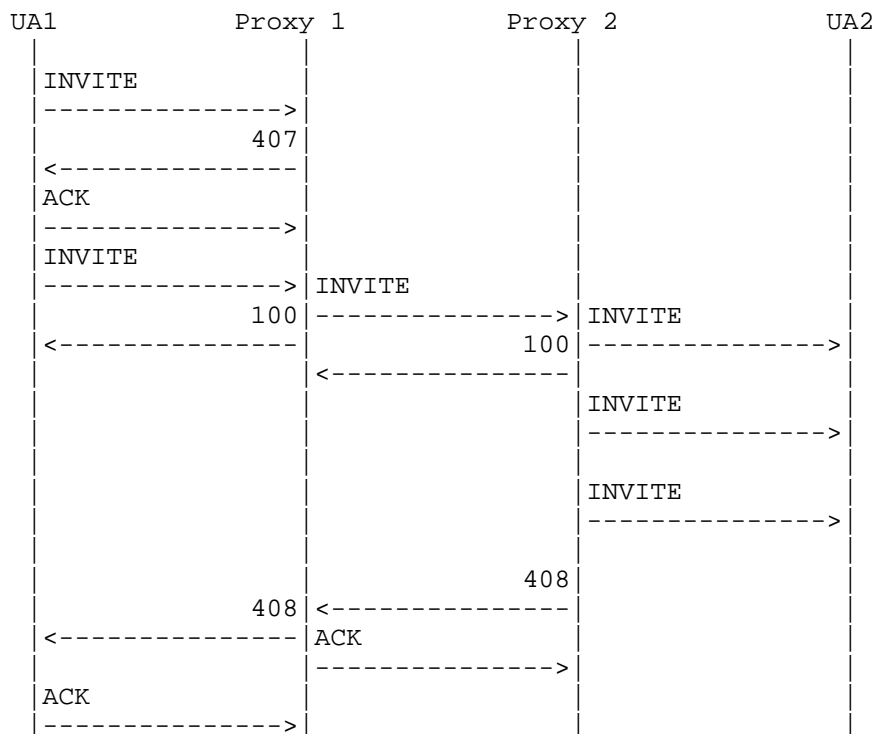 UA1 Proxy 1 Proxy 2 UA2
INVITE
407
ACK
INVITE
INVITE
100 INVITE
100
INVITE
INVITE
408
408
ACK
ACK